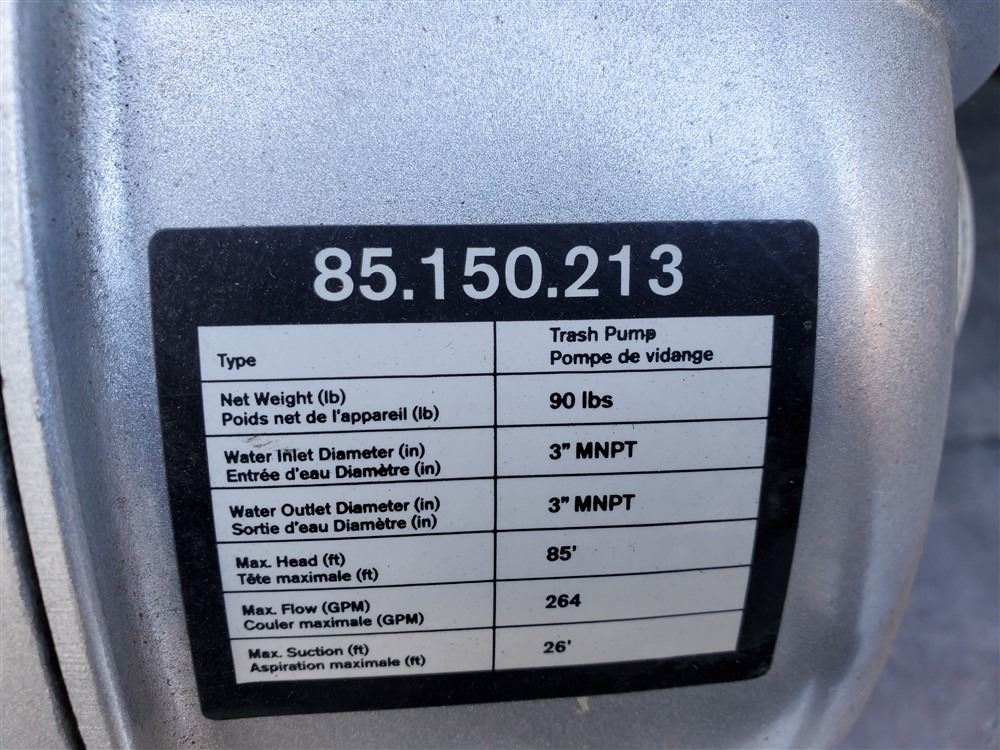 85.150.213
Type
Trash Pump
Pompe de vidange
Net Weight (lb)
Poids net de l'appareil (lb)
90 lbs
Water Inlet Diameter (in)
Entrée d'eau Diamètre (in)
3" MNPT
Water Outlet Diameter (in)
Sortie d'eau Diamètre (in)
3" MNPT
Max. Head (ft)
Tête maximale (ft)
85'
Max. Flow (GPM)
Couler maximale (GPM)
264
Max. Suction (ft)
Aspiration maximale (ft)
26'